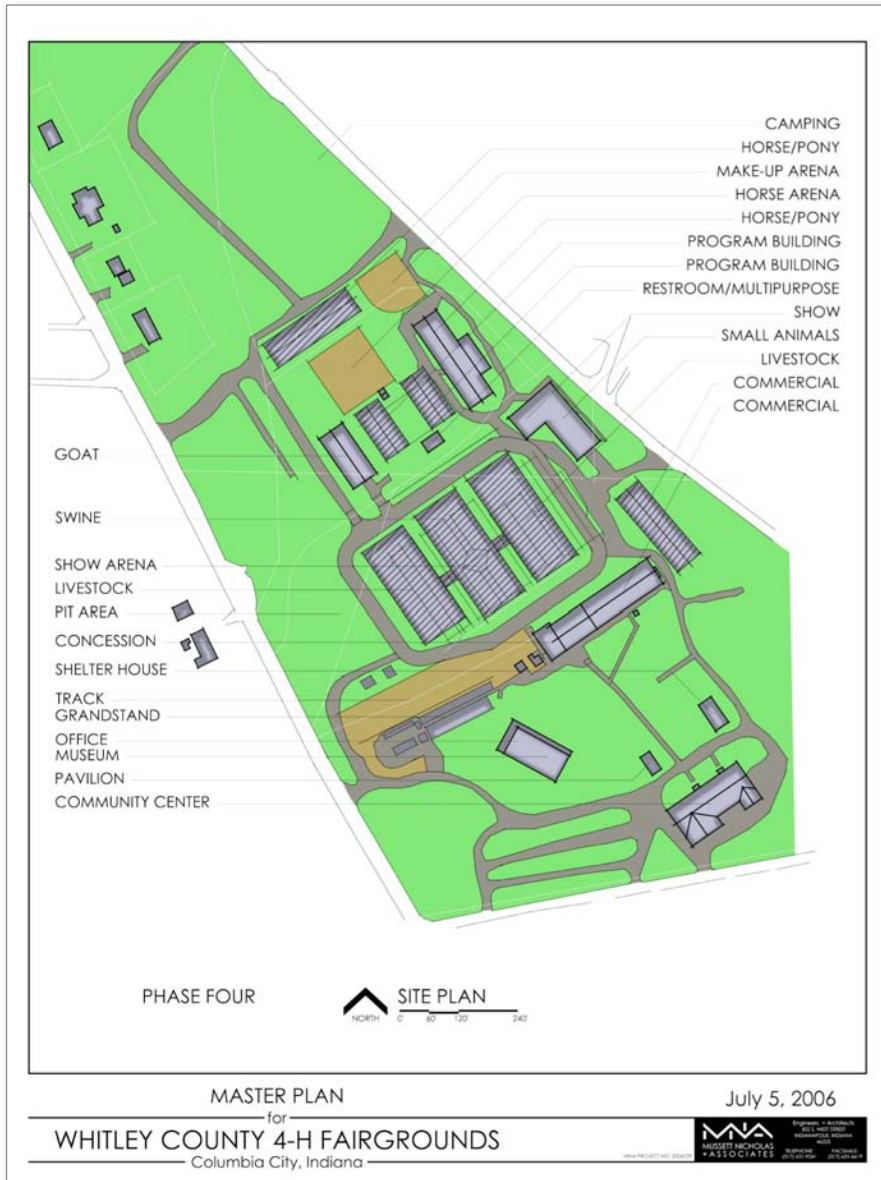 CAMPING
HORSE/PONY
MAKE-UP ARENA
HORSE ARENA
HORSE/PONY
PROGRAM BUILDING
PROGRAM BUILDING
RESTROOM/MULTIPURPOSE
SHOW
SMALL ANIMALS
LIVESTOCK
COMMERCIAL
COMMERCIAL
GOAT
SWINE
SHOW ARENA
LIVESTOCK
PIT AREA
CONCESSION
SHELTER HOUSE
TRACK
GRANDSTAND
OFFICE
MUSEUM
PAVILION
COMMUNITY CENTER
PHASE FOUR
SITE PLAN
NORTH
0' 60' 120' 240'
MASTER PLAN
for
WHITLEY COUNTY 4-H FAIRGROUNDS
Columbia City, Indiana
July 5, 2006
MNA
MUSSETT NICHOLAS
+ASSOCIATES
Engineers + Architects
INDIANAPOLIS, INDIANA
TELEPHONE
FACSIMILE